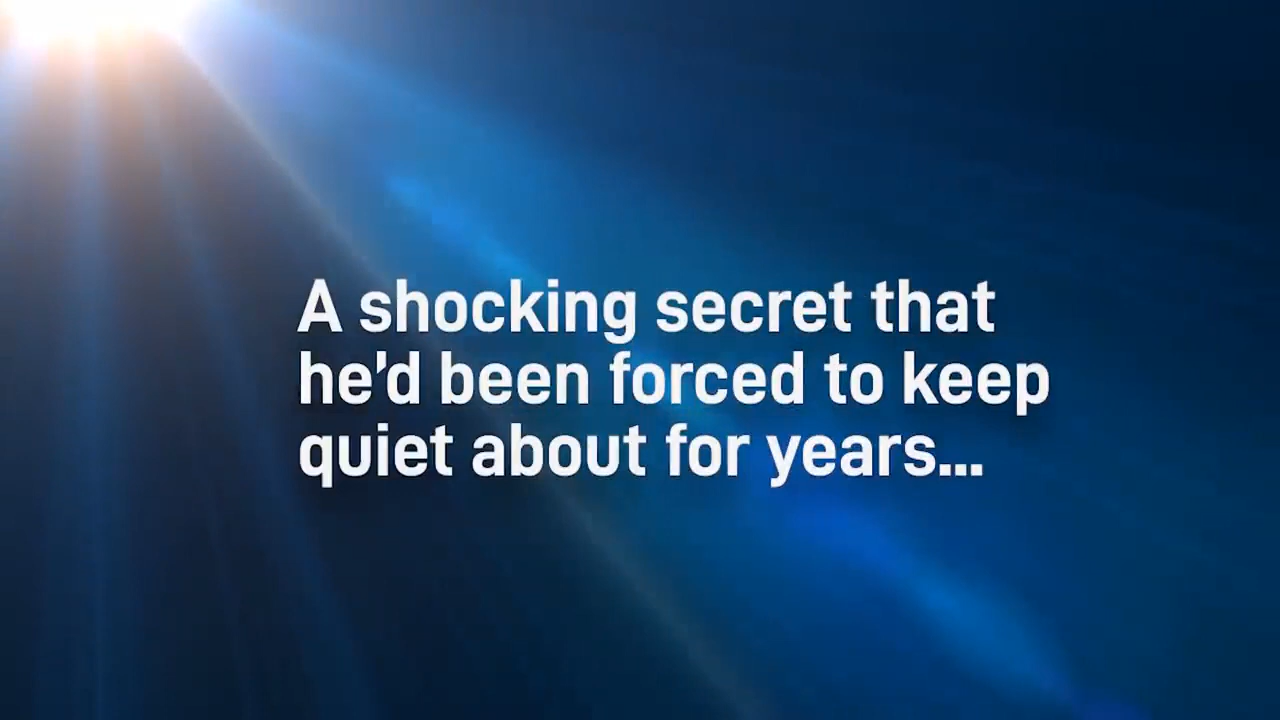 A shocking secret that
he'd been forced to keep
quiet about for years...